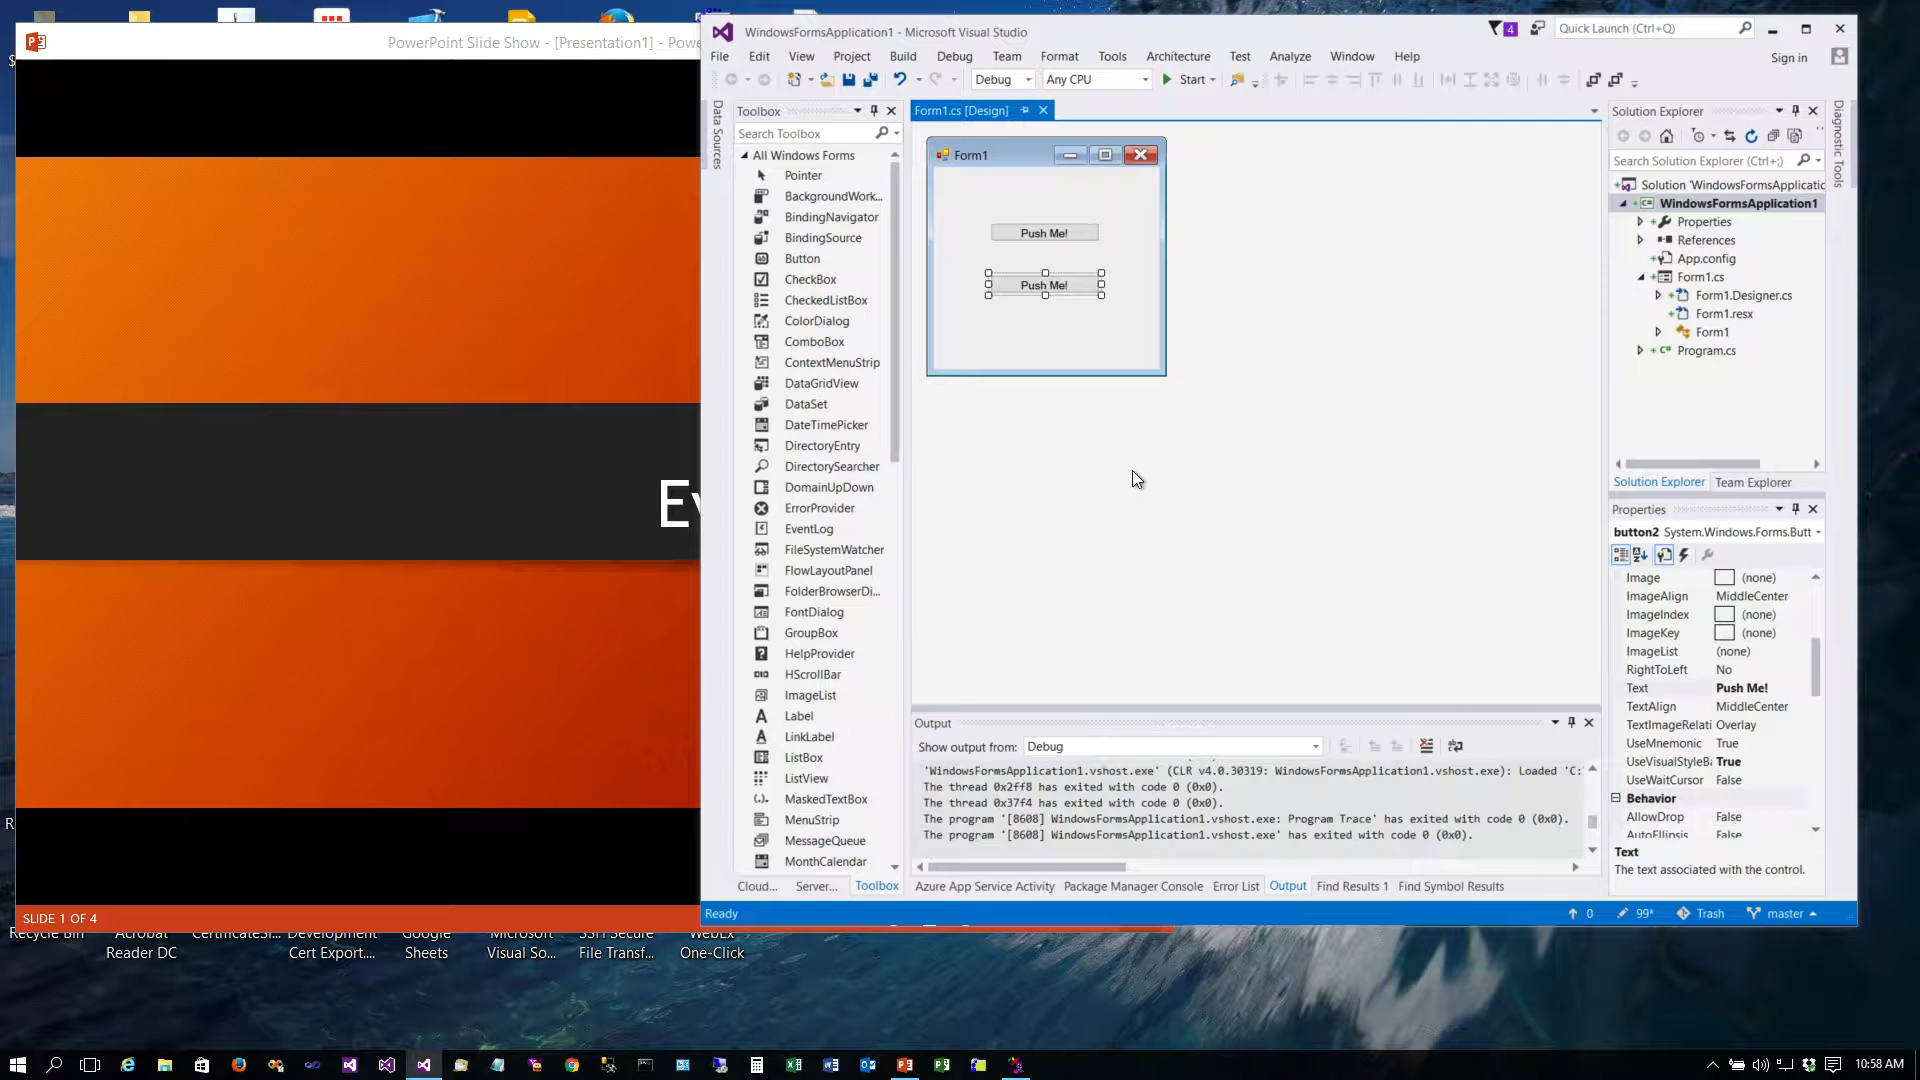 PowerPoint Slide Show - [Presentation1] - Powe
SLIDE 1 OF 4
Reader DC
Cert Export....
Google
Sheets
Microsoft
Visual So...
SSH Secure
File Transf...
WebEx
One-Click
WindowsFormsApplication1 - Microsoft Visual Studio
4
Quick Launch (Ctrl+Q)
File Edit View Project Build Debug Team Format Tools Architecture Test Analyze Window Help
Sign in
Debug
Any CPU
Start
Data Sources
Toolbox
Search Toolbox
All Windows Forms
Pointer
BackgroundWork...
BindingNavigator
BindingSource
Button
CheckBox
CheckedListBox
ColorDialog
ComboBox
ContextMenuStrip
DataGridView
DataSet
DateTimePicker
DirectoryEntry
DirectorySearcher
DomainUpDown
ErrorProvider
EventLog
FileSystemWatcher
FlowLayoutPanel
FolderBrowserDi...
FontDialog
GroupBox
HelpProvider
HScrollBar
ImageList
Label
LinkLabel
ListBox
ListView
MaskedTextBox
MenuStrip
MessageQueue
MonthCalendar
Cloud... Server... Toolbox
Form1.cs [Design]
Form1
Push Me!
Push Me!
Output
Show output from: Debug
'WindowsFormsApplication1.vshost.exe' (CLR v4.0.30319: WindowsFormsApplication1.vshost.exe): Loaded 'C:
The thread 0x2ff8 has exited with code 0 (0x0).
The thread 0x37f4 has exited with code 0 (0x0).
The program '[8608] WindowsFormsApplication1.vshost.exe: Program Trace' has exited with code 0 (0x0).
The program '[8608] WindowsFormsApplication1.vshost.exe' has exited with code 0 (0x0).
Azure App Service Activity Package Manager Console Error List Output Find Results 1 Find Symbol Results
Solution Explorer
Search Solution Explorer (Ctrl+;)
Solution 'WindowsFormsApplicatic
WindowsFormsApplication1
Properties
References
App.config
Form1.cs
Form1.Designer.cs
Form1.resx
Form1
Program.cs
Solution Explorer Team Explorer
Diagnostic Tools
Properties
button2 System.Windows.Forms.Butt
Image (none)
ImageAlign MiddleCenter
ImageIndex (none)
ImageKey (none)
ImageList (none)
RightToLeft No
Text Push Me!
TextAlign MiddleCenter
TextImageRelati Overlay
UseMnemonic True
UseVisualStyleBa True
UseWaitCursor False
Behavior
AllowDrop False
AutoEllipsis False
Text
The text associated with the control.
Ready
0 99* Trash master
10:58 AM